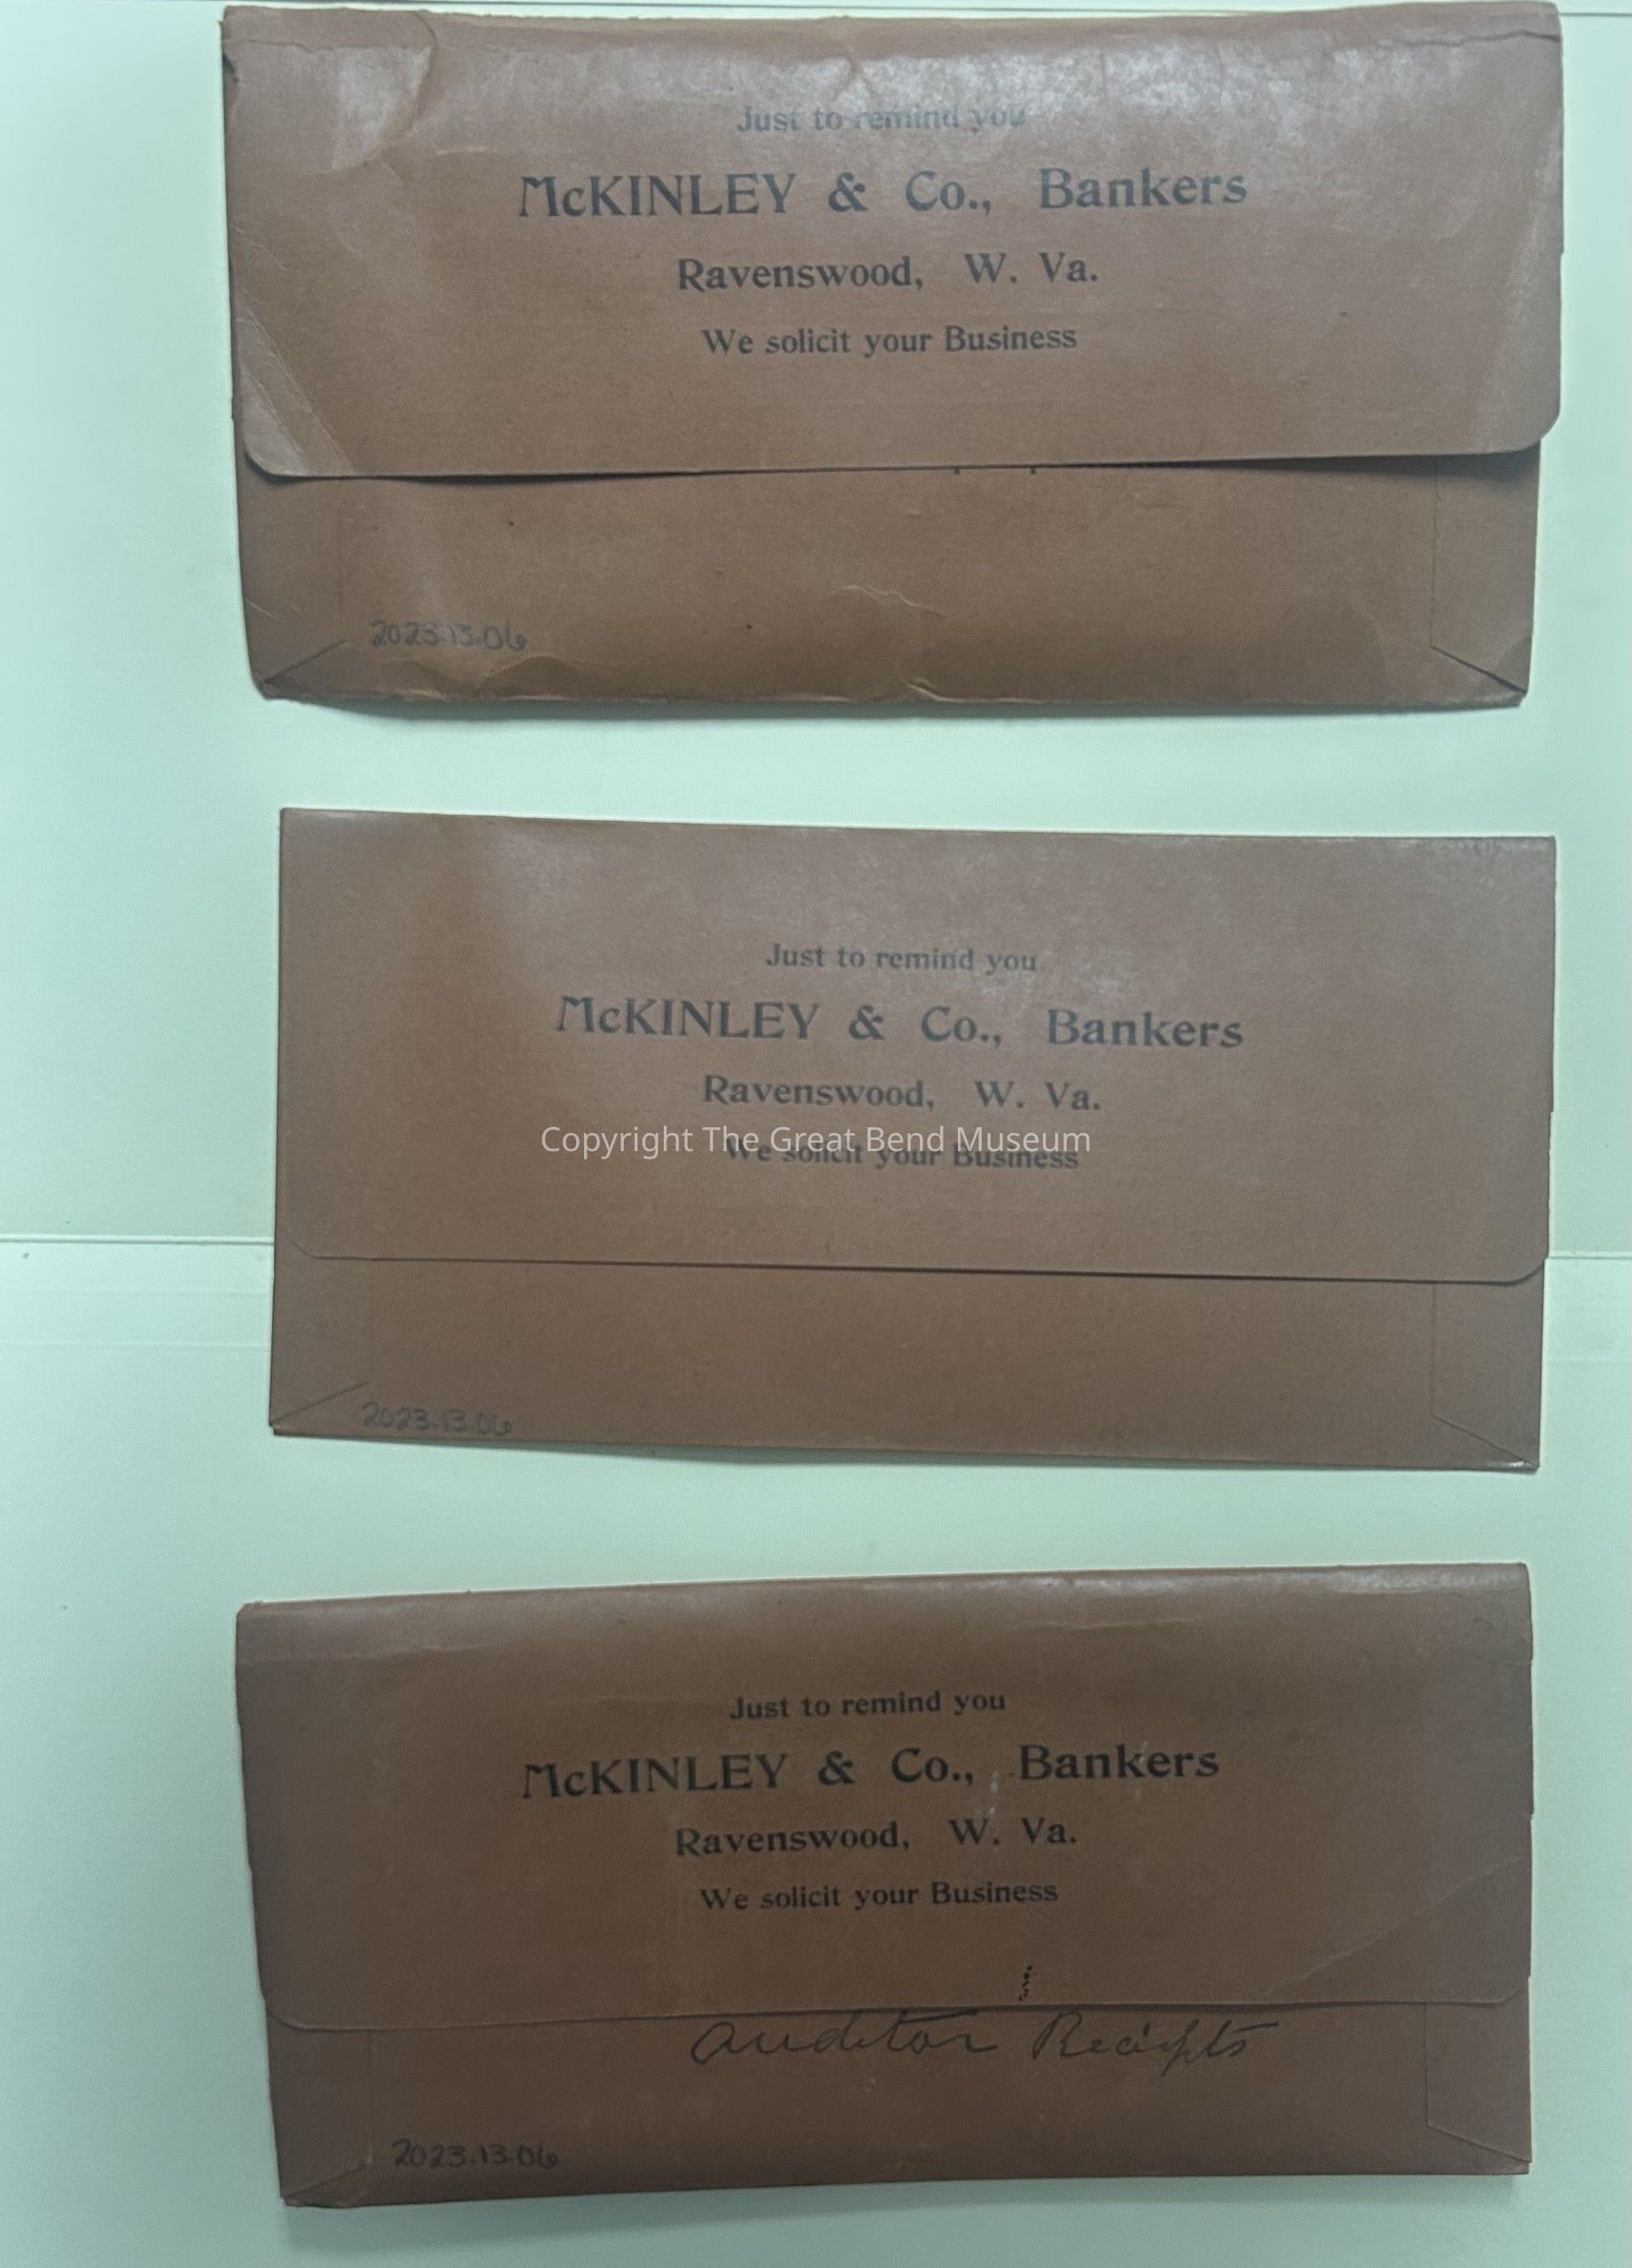 Just to remind you
McKINLEY & Co., Bankers
Ravenswood, W. Va.
We solicit your Business
2023.13.06
Just to remind you
McKINLEY & Co., Bankers
Ravenswood, W. Va.
Copyright The Great Bend Museum
We solicit your Business
2023.13.06
Just to remind you
McKINLEY & Co., Bankers
Ravenswood, W. Va.
We solicit your Business
Auditor Reciepts
2023.13.06